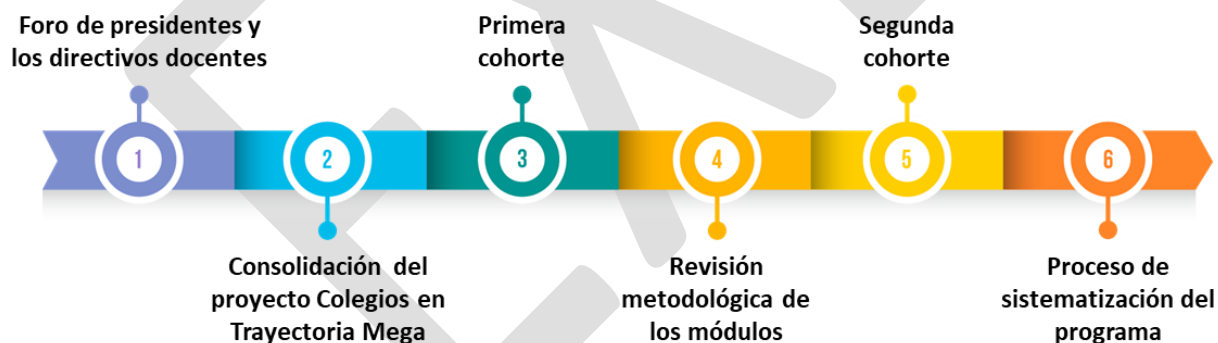 Foro de presidentes y
los directivos docentes
Primera
cohorte
Segunda
cohorte
1
2
3
4
5
6
Consolidación del
proyecto Colegios en
Trayectoria Mega
Revisión
metodológica de
los módulos
Proceso de
sistematización del
programa